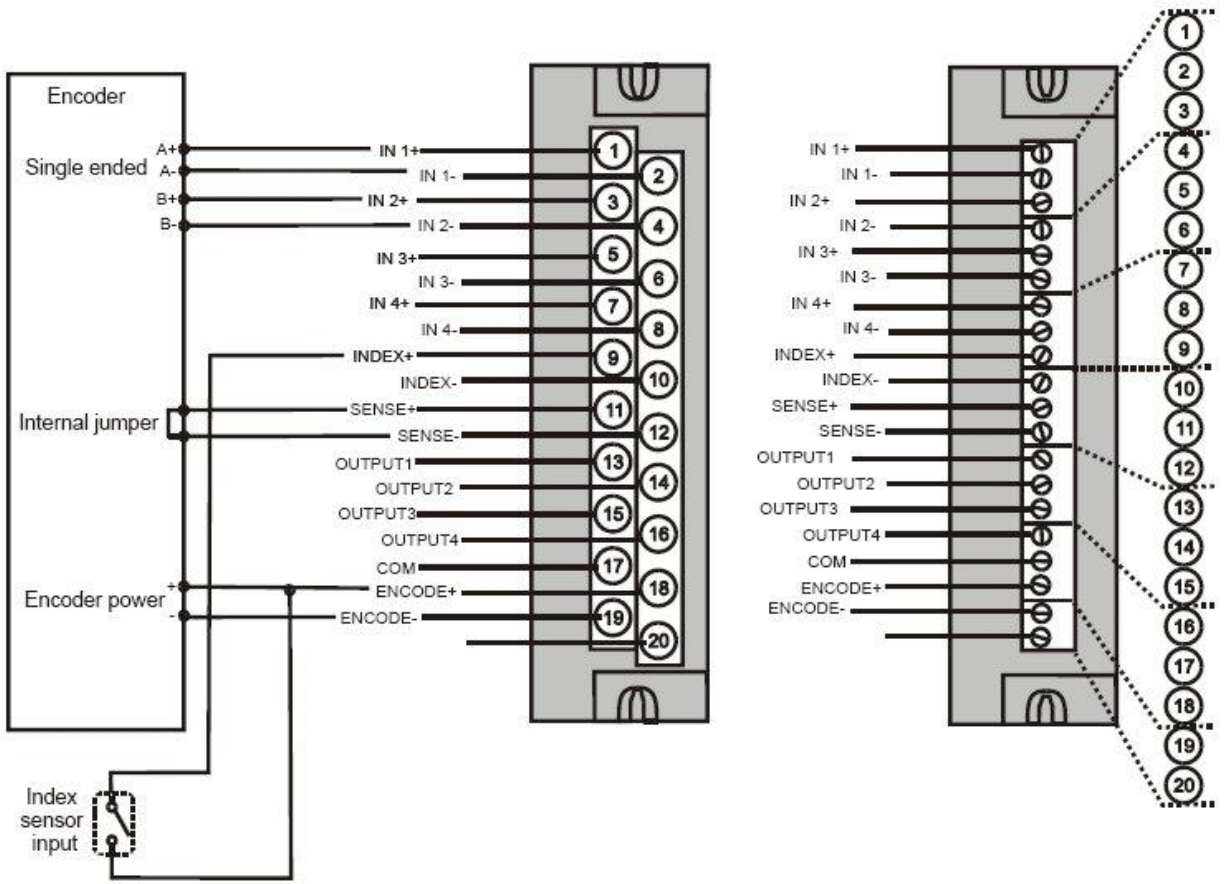 Encoder
Single ended
A+
A-
B+
B-
Internal jumper
Encoder power
+
-
Index
sensor
input
IN 1+
IN 1-
IN 2+
IN 2-
IN 3+
IN 3-
IN 4+
IN 4-
INDEX+
INDEX-
SENSE+
SENSE-
OUTPUT1
OUTPUT2
OUTPUT3
OUTPUT4
COM
ENCODE+
ENCODE-
1
2
3
4
5
6
7
8
9
10
11
12
13
14
15
16
17
18
19
20
IN 1+
IN 1-
IN 2+
IN 2-
IN 3+
IN 3-
IN 4+
IN 4-
INDEX+
INDEX-
SENSE+
SENSE-
OUTPUT1
OUTPUT2
OUTPUT3
OUTPUT4
COM
ENCODE+
ENCODE-
1
2
3
4
5
6
7
8
9
10
11
12
13
14
15
16
17
18
19
20